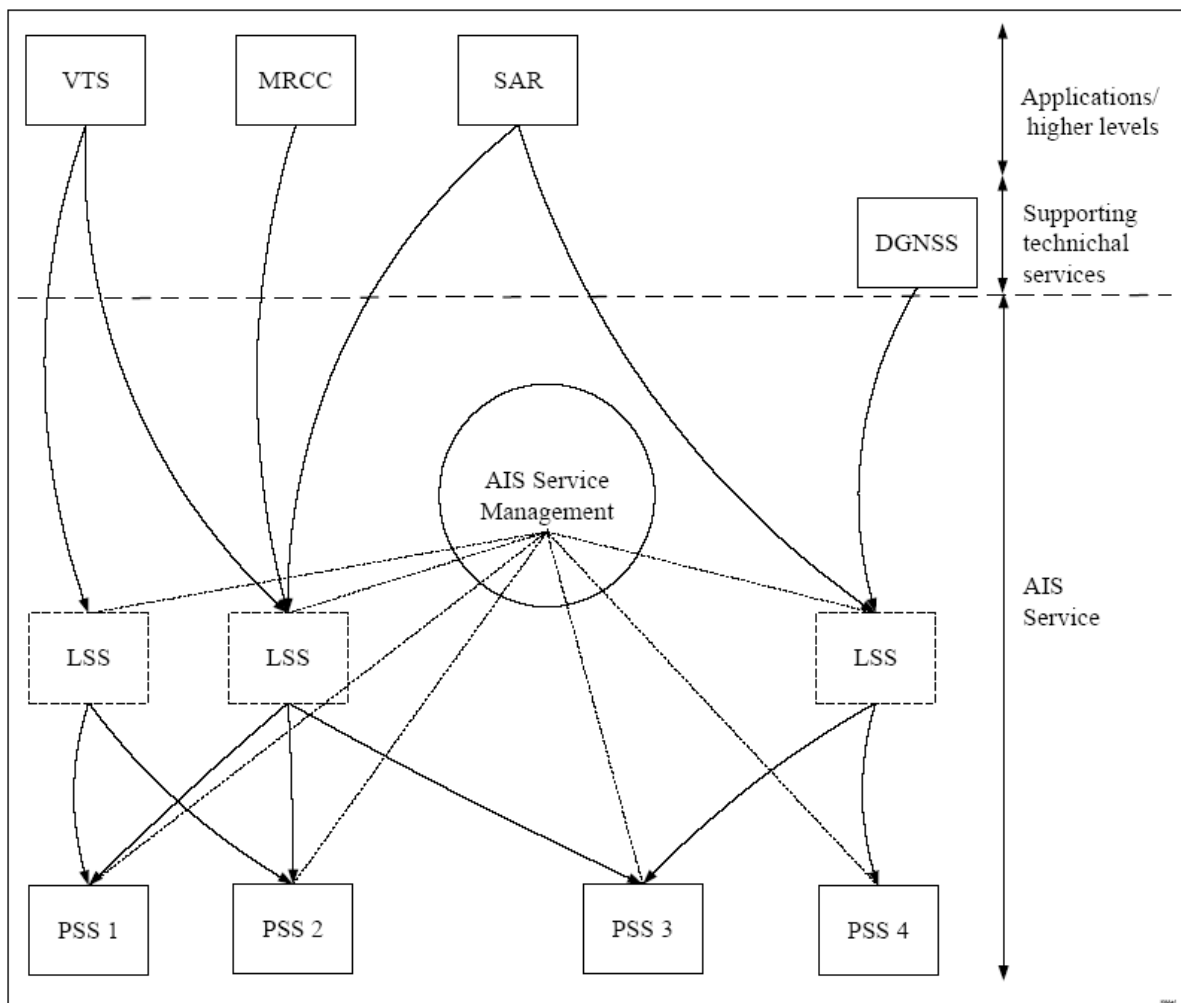 VTS
MRCC
SAR
Applications/
higher levels
DGNSS
Supporting
technichal
services
AIS Service
Management
AIS
Service
LSS
LSS
LSS
PSS 1
PSS 2
PSS 3
PSS 4